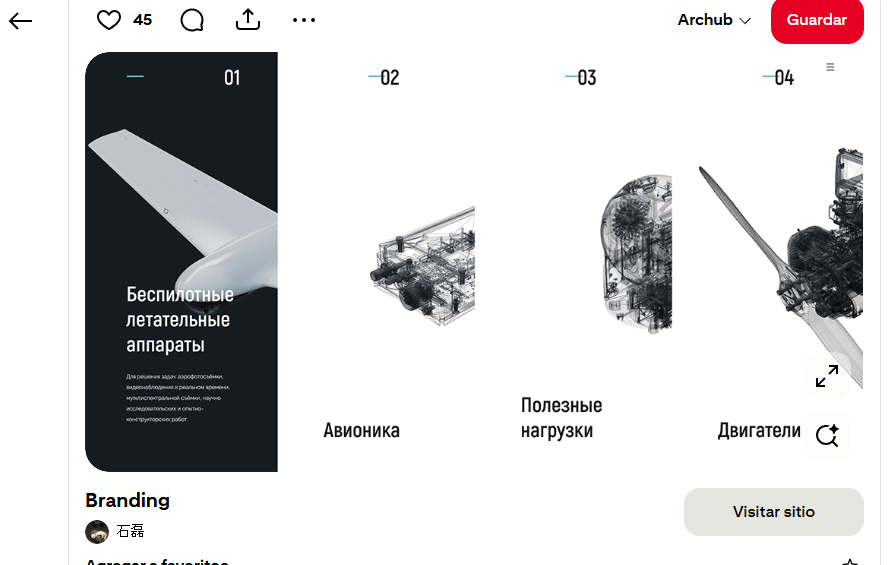 45
Archub
Guardar
01
02
03
04
Беспилотные
летательные
аппараты
Для решения задач: аэрофотосъёмки,
видеонаблюдения в реальном времени,
мультиспектральной съёмки, научно
исследовательских и опытно-
конструкторских работ.
Авионика
Полезные
нагрузки
Двигатели
Branding
Visitar sitio
石磊
Agregar a favoritos